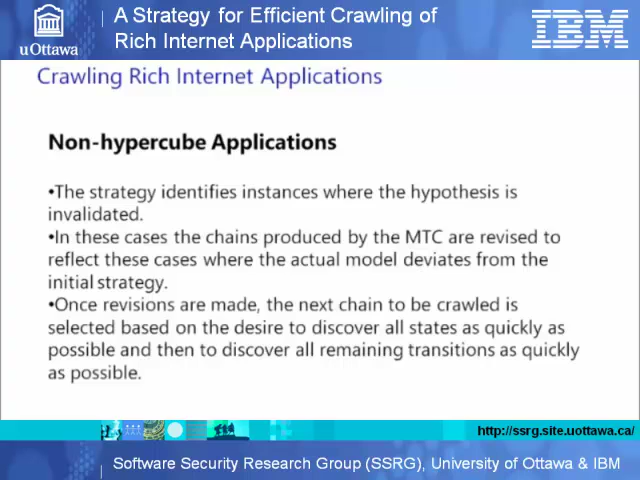 uOttawa
A Strategy for Efficient Crawling of
Rich Internet Applications
IBM
Crawling Rich Internet Applications
Non-hypercube Applications
•The strategy identifies instances where the hypothesis is
invalidated.
•In these cases the chains produced by the MTC are revised to
reflect these cases where the actual model deviates from the
initial strategy.
•Once revisions are made, the next chain to be crawled is
selected based on the desire to discover all states as quickly as
possible and then to discover all remaining transitions as quickly
as possible.
http://ssrg.site.uottawa.ca/
Software Security Research Group (SSRG), University of Ottawa & IBM